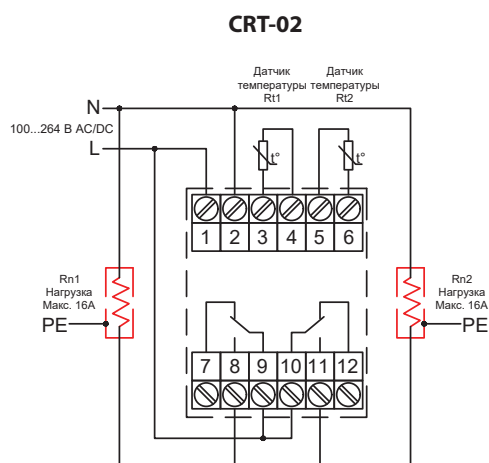 CRT-02
Датчик Датчик
температуры температуры
Rt1 Rt2
N
100...264 В AC/DC
L
t° t°
1 2 3 4 5 6
Rn1
Нагрузка
Макс. 16А
PE
Rn2
Нагрузка
Макс. 16А
PE
7 8 9 10 11 12